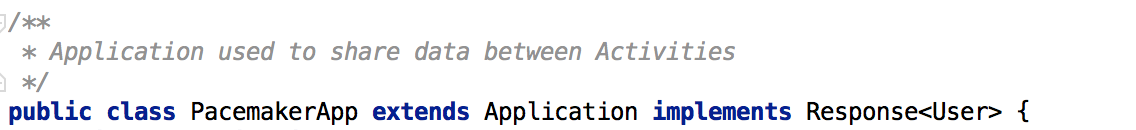 /**
 * Application used to share data between Activities
 */
public class PacemakerApp extends Application implements Response<User> {